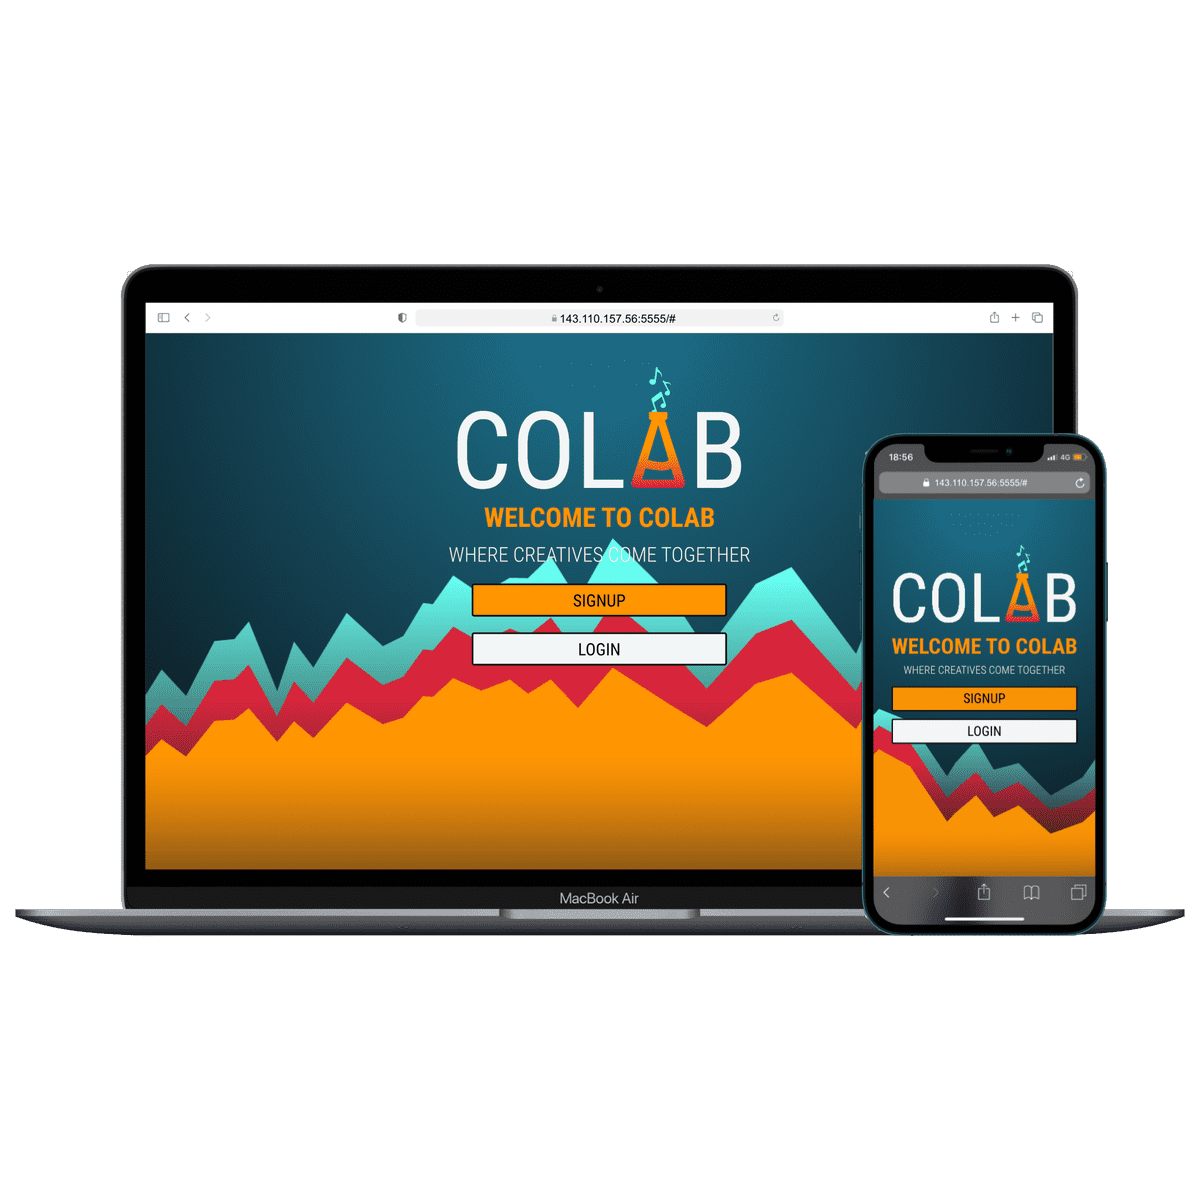 143.110.157.56:5555/#
COLAB
WELCOME TO COLAB
WHERE CREATIVES COME TOGETHER
SIGNUP
LOGIN
MacBook Air
18:56
4G
143.110.157.56:5555/#
COLAB
WELCOME TO COLAB
WHERE CREATIVES COME TOGETHER
SIGNUP
LOGIN